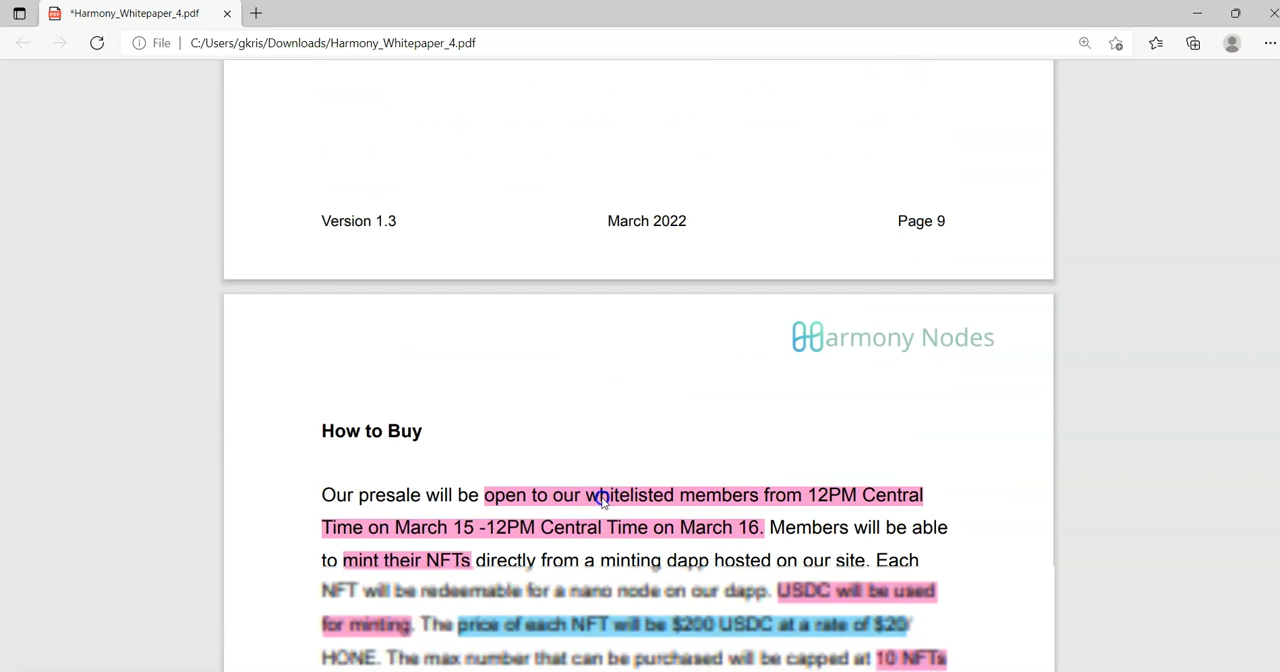 *Harmony_Whitepaper_4.pdf
File | C:/Users/gkris/Downloads/Harmony_Whitepaper_4.pdf
Version 1.3 March 2022 Page 9
Harmony Nodes
How to Buy
Our presale will be open to our whitelisted members from 12PM Central
Time on March 15 -12PM Central Time on March 16. Members will be able
to mint their NFTs directly from a minting dapp hosted on our site. Each
NFT will be redeemable for a nano node on our dapp. USDC will be used
for minting. The price of each NFT will be $200 USDC at a rate of $20/
HONE. The max number that can be purchased will be capped at 10 NFTs